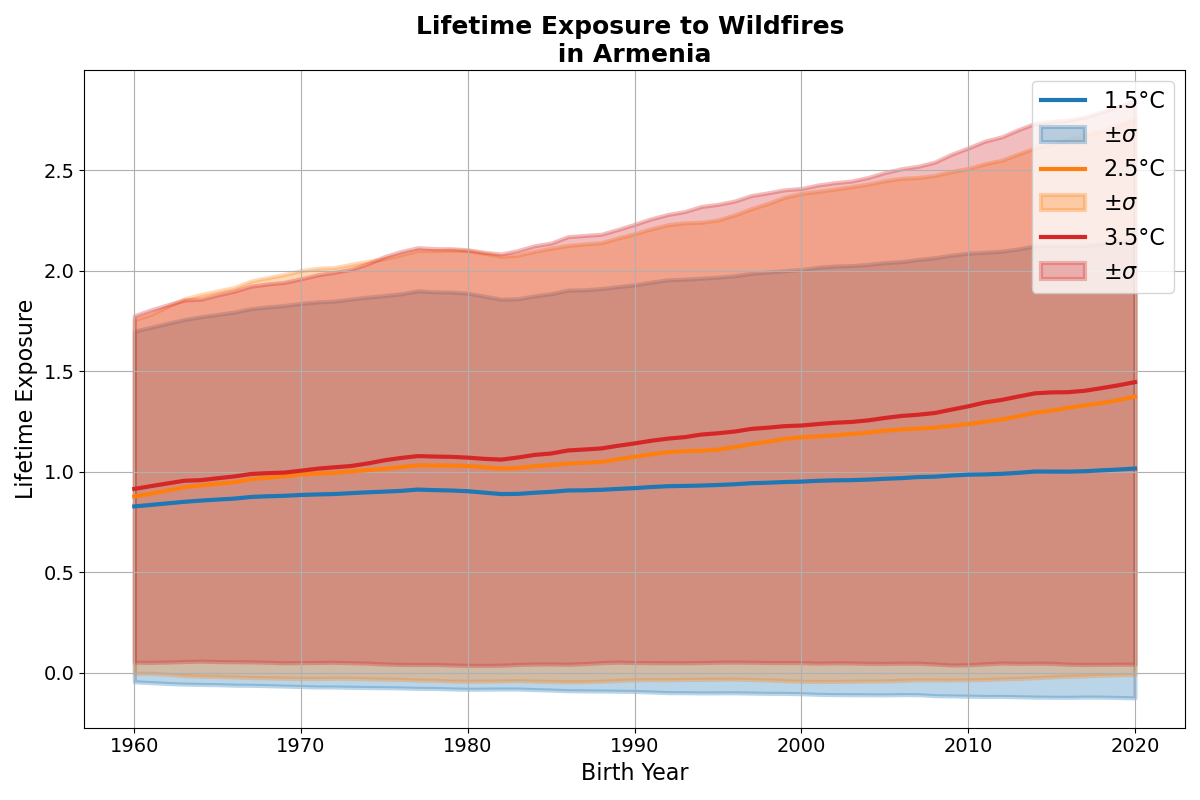 Lifetime Exposure to Wildfires
in Armenia
1.5°C
±σ
2.5°C
±σ
3.5°C
±σ
Lifetime Exposure
2.5
2.0
1.5
1.0
0.5
0.0
1960 1970 1980 1990 2000 2010 2020
Birth Year